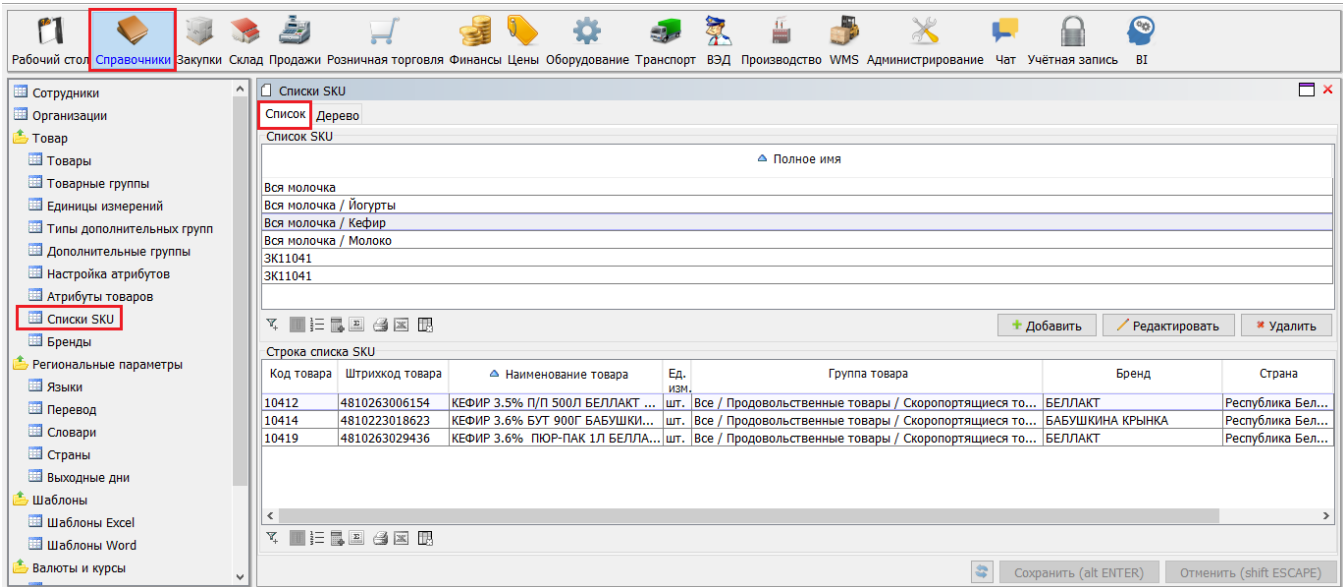 Рабочий стол Справочники Закупки Склад Продажи Розничная торговля Финансы Цены Оборудование Транспорт ВЭД Производство WMS Администрирование Чат Учётная запись BI
Сотрудники
Организации
Товар
Товары
Товарные группы
Единицы измерений
Типы дополнительных групп
Дополнительные группы
Настройка атрибутов
Атрибуты товаров
Списки SKU
Бренды
Региональные параметры
Языки
Перевод
Словари
Страны
Выходные дни
Шаблоны
Шаблоны Excel
Шаблоны Word
Валюты и курсы
Списки SKU
Список Дерево
Список SKU
Полное имя
Вся молочка
Вся молочка / Йогурты
Вся молочка / Кефир
Вся молочка / Молоко
ЗК11041
ЗК11041
Добавить Редактировать Удалить
Строка списка SKU
Код товара Штрихкод товара Наименование товара Ед. изм. Группа товара Бренд Страна
10412 4810263006154 КЕФИР 3.5% П/П 500Л БЕЛЛАКТ ... шт. Все / Продовольственные товары / Скоропортящиеся то... БЕЛЛАКТ Республика Бел...
10414 4810223018623 КЕФИР 3.6% БУТ 900Г БАБУШКИ... шт. Все / Продовольственные товары / Скоропортящиеся то... БАБУШКИНА КРЫНКА Республика Бел...
10419 4810263029436 КЕФИР 3.6% ПЮР-ПАК 1Л БЕЛЛА... шт. Все / Продовольственные товары / Скоропортящиеся то... БЕЛЛАКТ Республика Бел...
Сохранить (alt ENTER) Отменить (shift ESCAPE)